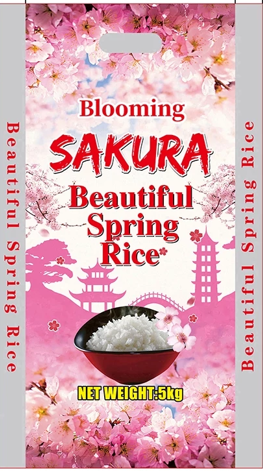 Blooming
SAKURA
Beautiful
Spring
Rice
NET WEIGHT:5kg
Beautiful Spring Rice
Beautiful Spring Rice